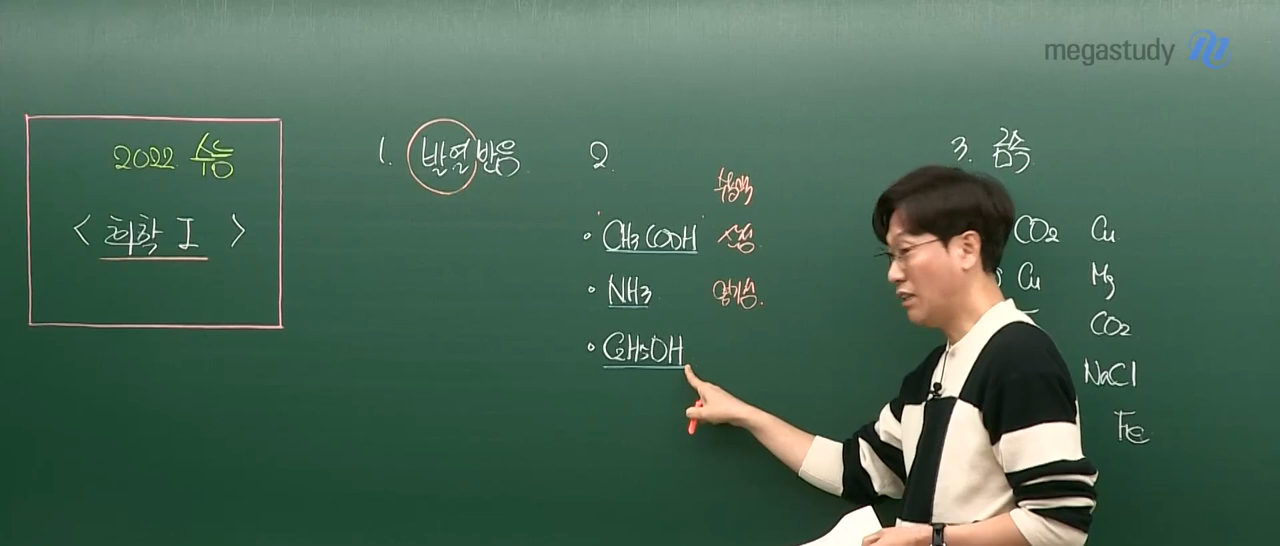 megastudy
2022 수능
< 화학 I >
1. 발열반응
2.
수용액
• CH3COOH 산성
• NH3 염기성
• C2H5OH
3.
CO2 Cu
Cu Mg
CO2
NaCl
Fe